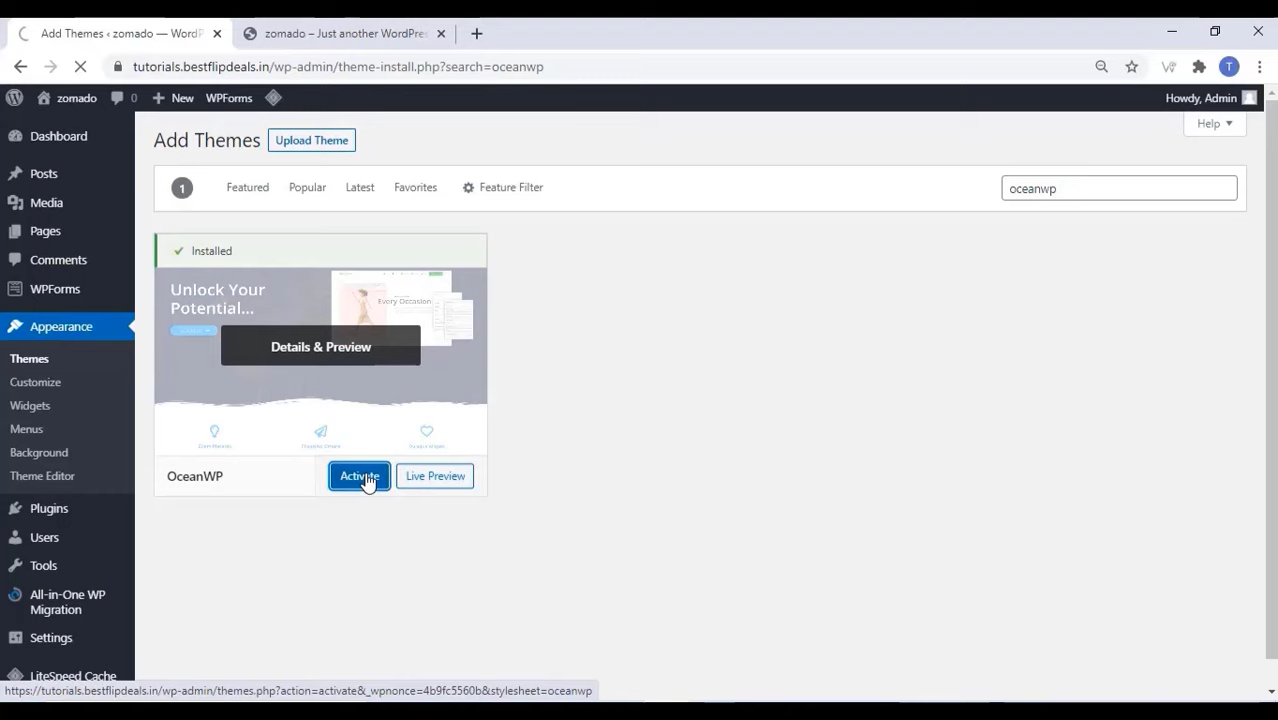 Add Themes ‹ zomado — WordP
zomado – Just another WordPres
tutorials.bestflipdeals.in/wp-admin/theme-install.php?search=oceanwp
T
zomado
0
New
WPForms
Howdy, Admin
Dashboard
Posts
Media
Pages
Comments
WPForms
Appearance
Themes
Customize
Widgets
Menus
Background
Theme Editor
Plugins
Users
Tools
All-in-One WP
Migration
Settings
LiteSpeed Cache
Add Themes
Upload Theme
Help
1
Featured
Popular
Latest
Favorites
Feature Filter
oceanwp
Installed
Unlock Your
Potential...
Every Occasion
Details & Preview
OceanWP
Activate
Live Preview
https://tutorials.bestflipdeals.in/wp-admin/themes.php?action=activate&_wpnonce=4b9fc5560b&stylesheet=oceanwp